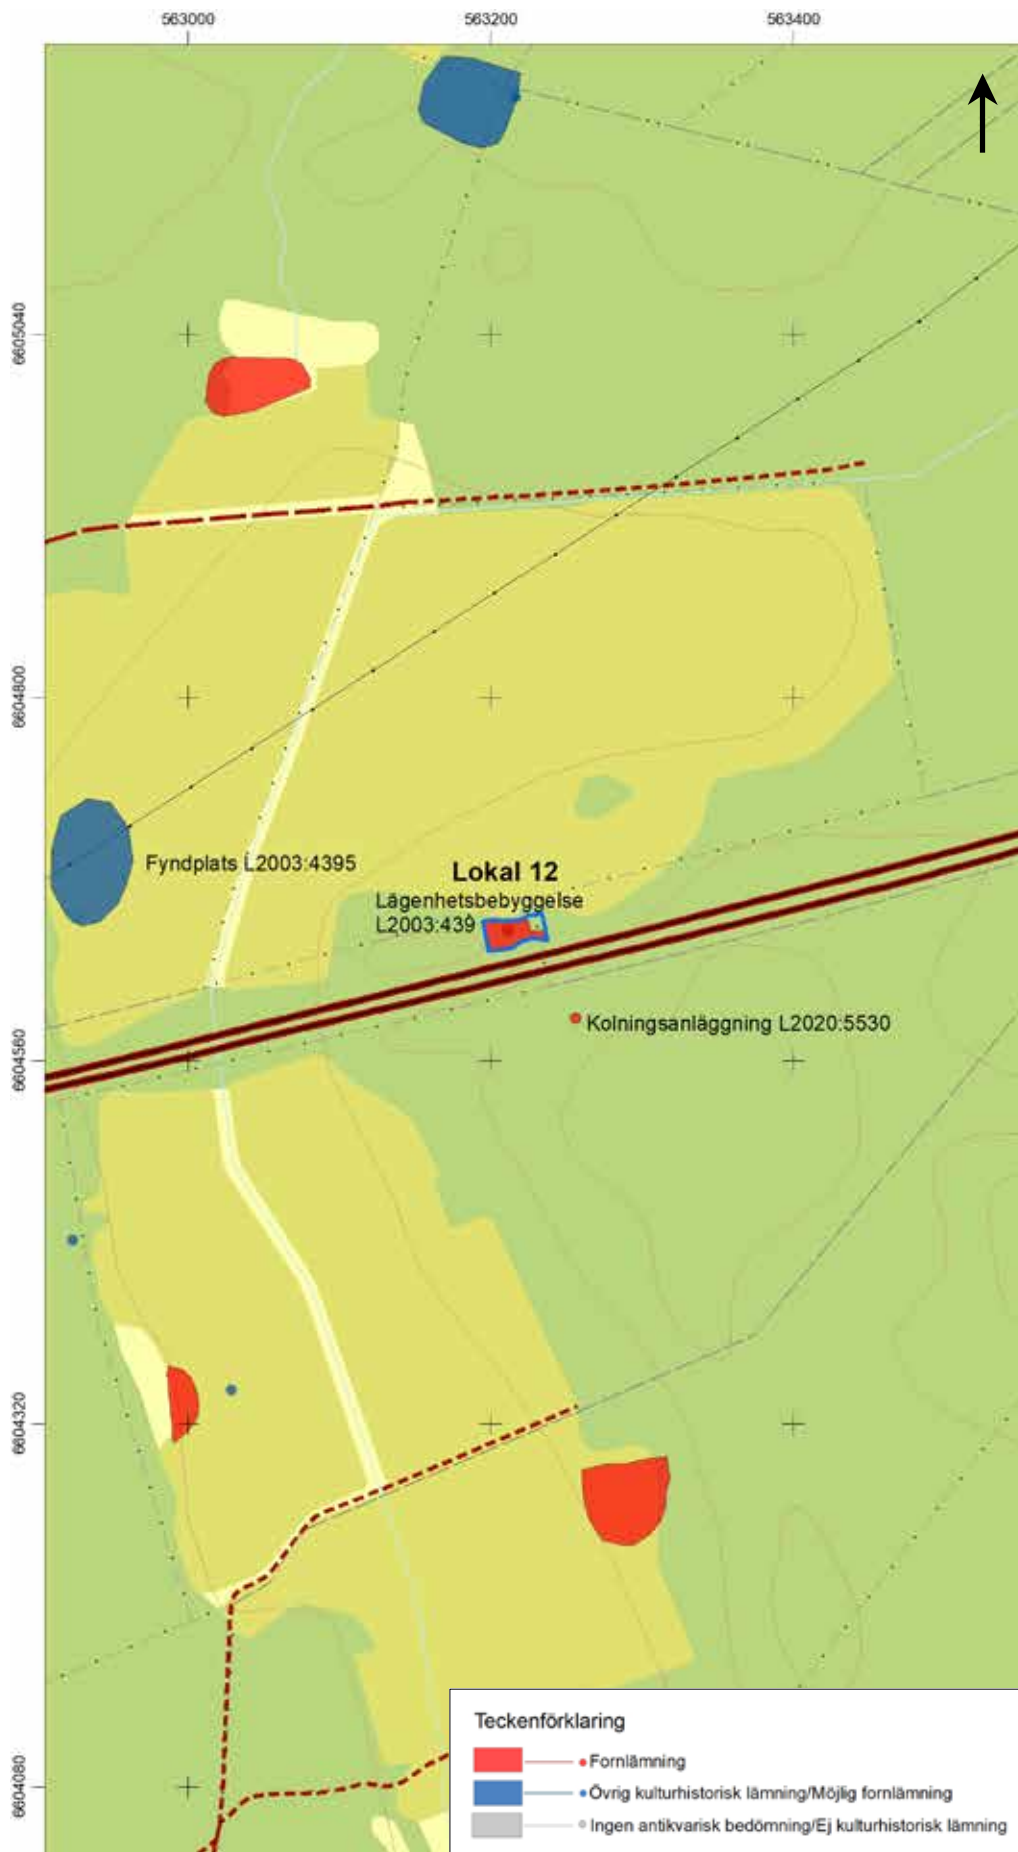 563000
563200
563400
6605040
6604800
Fyndplats L2003:4395
Lokal 12
Lägenhetsbebyggelse
L2003:439
Kolningsanläggning L2020:5530
6604560
6604320
6604080
Teckenförklaring
Fornlämning
Övrig kulturhistorisk lämning/Möjlig fornlämning
Ingen antikvarisk bedömning/Ej kulturhistorisk lämning